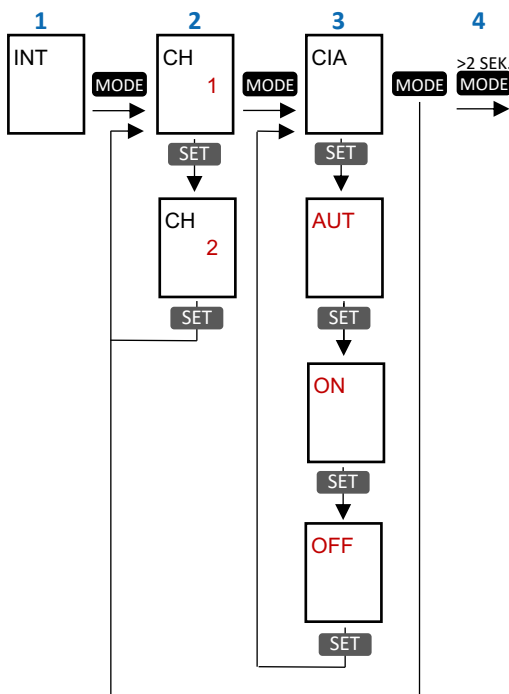 1 2 3 4
INT CH CIA >2 SEK.
1
MODE MODE MODE MODE
SET SET
CH AUT
2
SET SET
ON
SET
OFF
SET